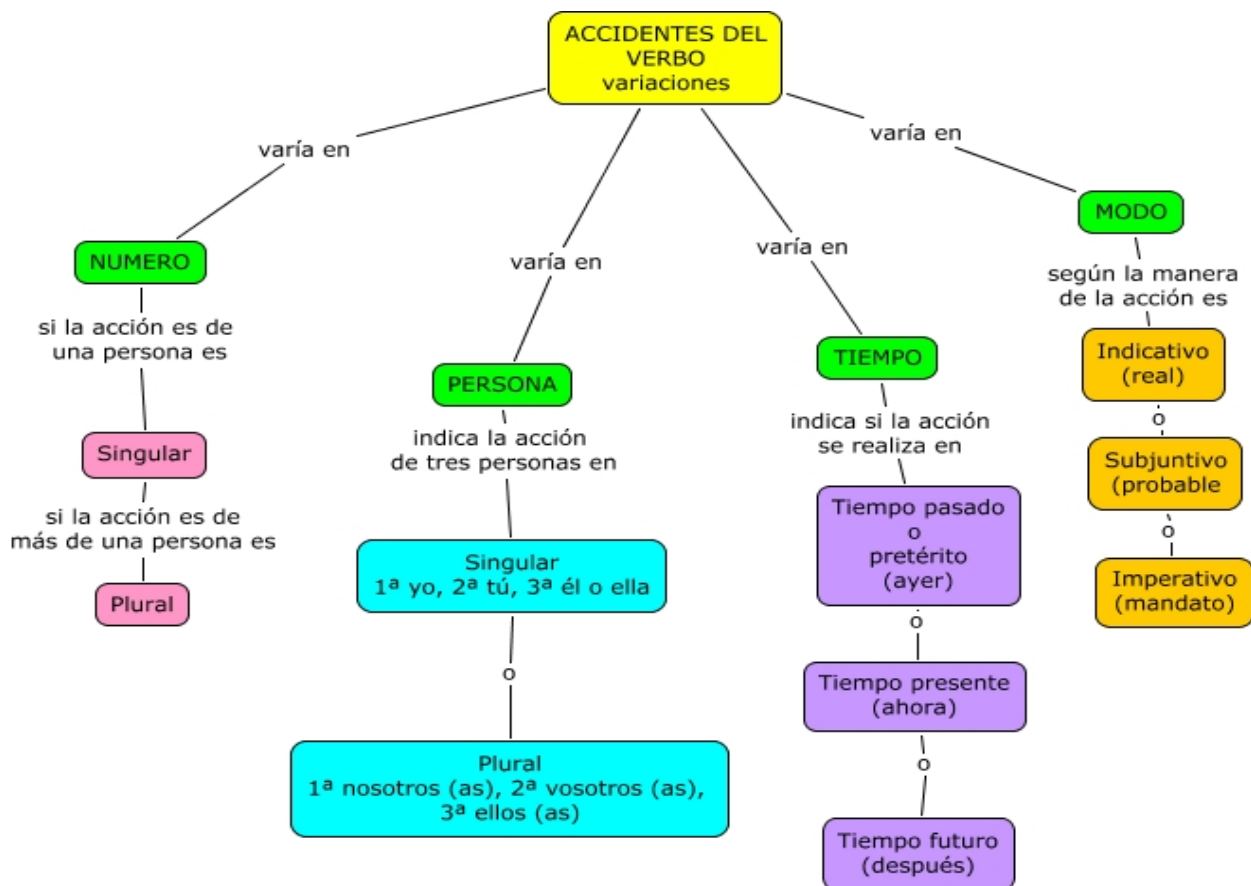 ACCIDENTES DEL
VERBO
variaciones
varía en
NUMERO
si la acción es de
una persona es
Singular
si la acción es de
más de una persona es
Plural
varía en
PERSONA
indica la acción
de tres personas en
Singular
1ª yo, 2ª tú, 3ª él o ella
o
Plural
1ª nosotros (as), 2ª vosotros (as),
3ª ellos (as)
varía en
TIEMPO
indica si la acción
se realiza en
Tiempo pasado
o
pretérito
(ayer)
o
Tiempo presente
(ahora)
o
Tiempo futuro
(después)
varía en
MODO
según la manera
de la acción es
Indicativo
(real)
o
Subjuntivo
(probable
o
Imperativo
(mandato)